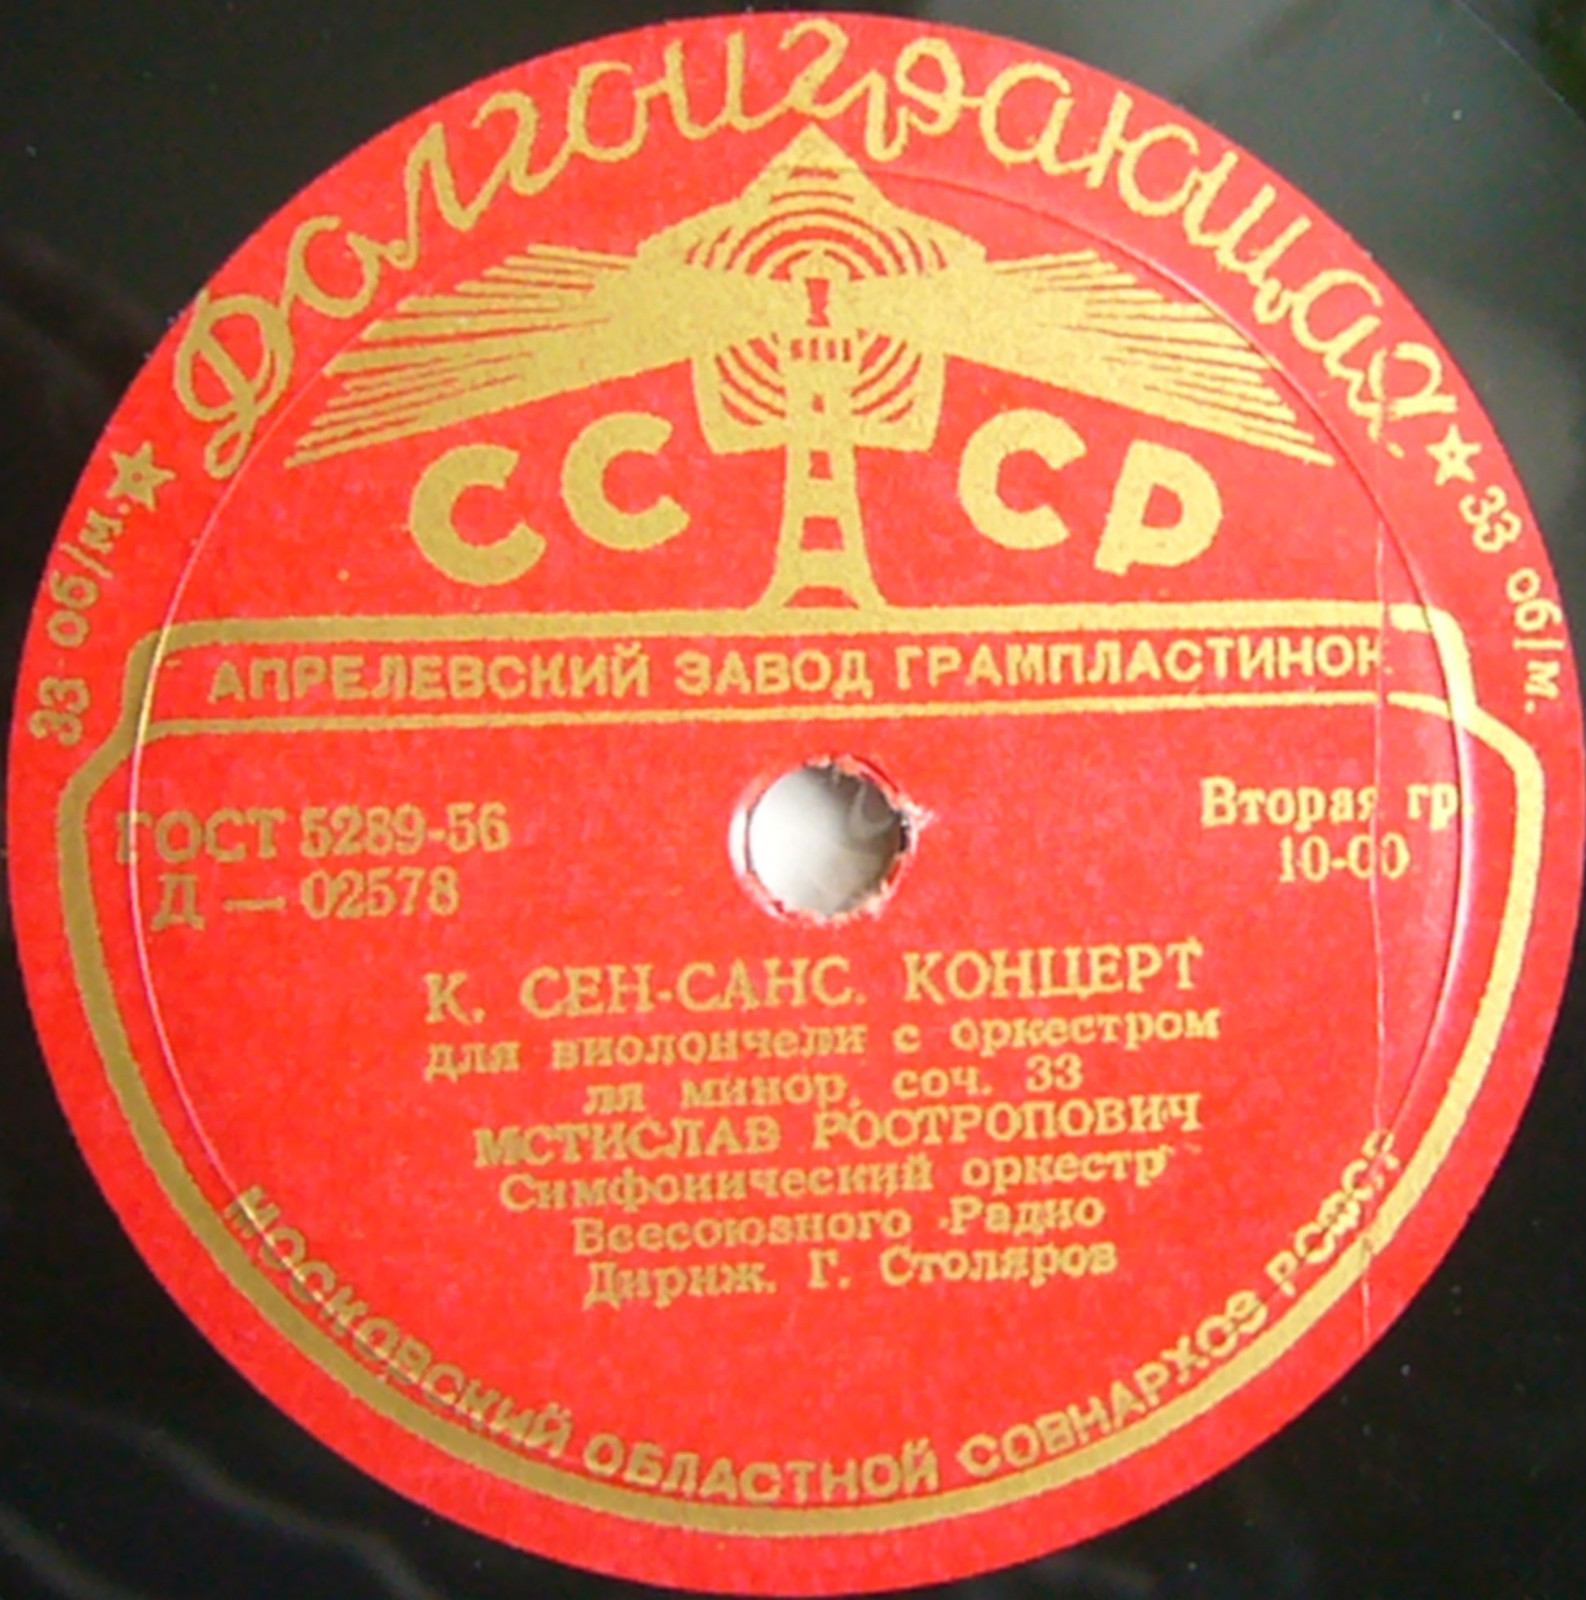 Долгоиграющая
33 об/м.
33 об/м.
СССР
АПРЕЛЕВСКИЙ ЗАВОД ГРАМПЛАСТИНОК
ГОСТ 5289-56
Д — 02578
Вторая гр.
10-00
К. СЕН-САНС. КОНЦЕРТ
для виолончели с оркестром
ля минор, соч. 33
МСТИСЛАВ РОСТРОПОВИЧ
Симфонический оркестр
Всесоюзного Радио
Дириж. Г. Столяров
МОСКОВСКИЙ ОБЛАСТНОЙ СОВНАРХОЗ РСФСР